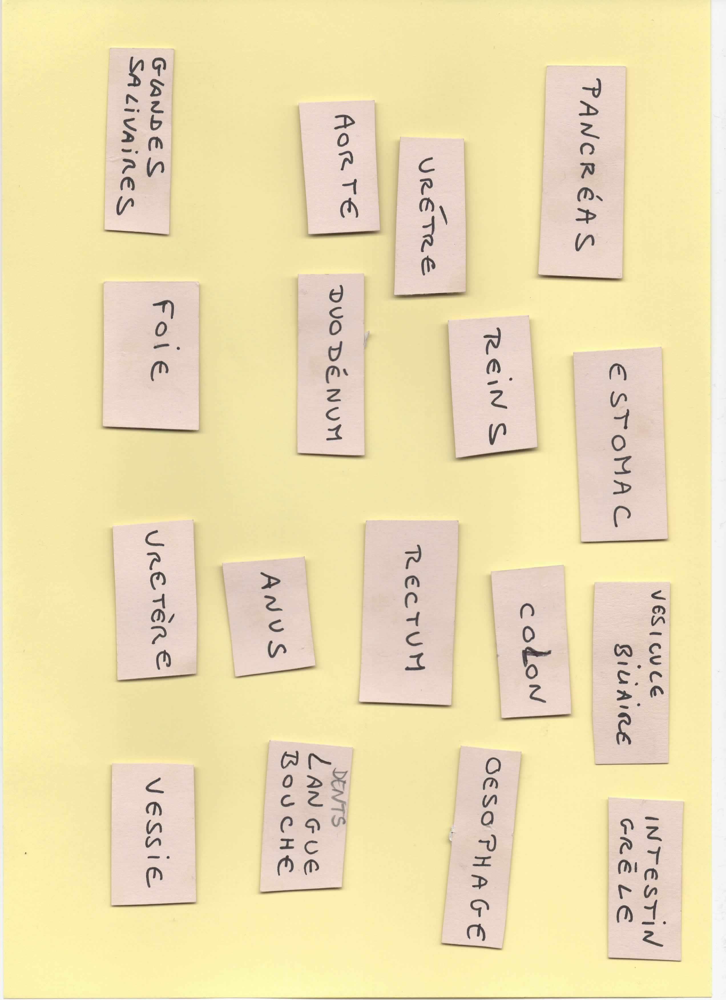 PANCRÉAS
ESTOMAC
VESICULE
BILIAIRE
INTESTIN
GRÊLE
URÉTRE
REINS
RECTUM
COLON
OESOPHAGE
AORTE
DUODÉNUM
ANUS
DENTS
LANGUE
BOUCHE
GLANDES
SALIVAIRES
FOIE
URETÈRE
VESSIE